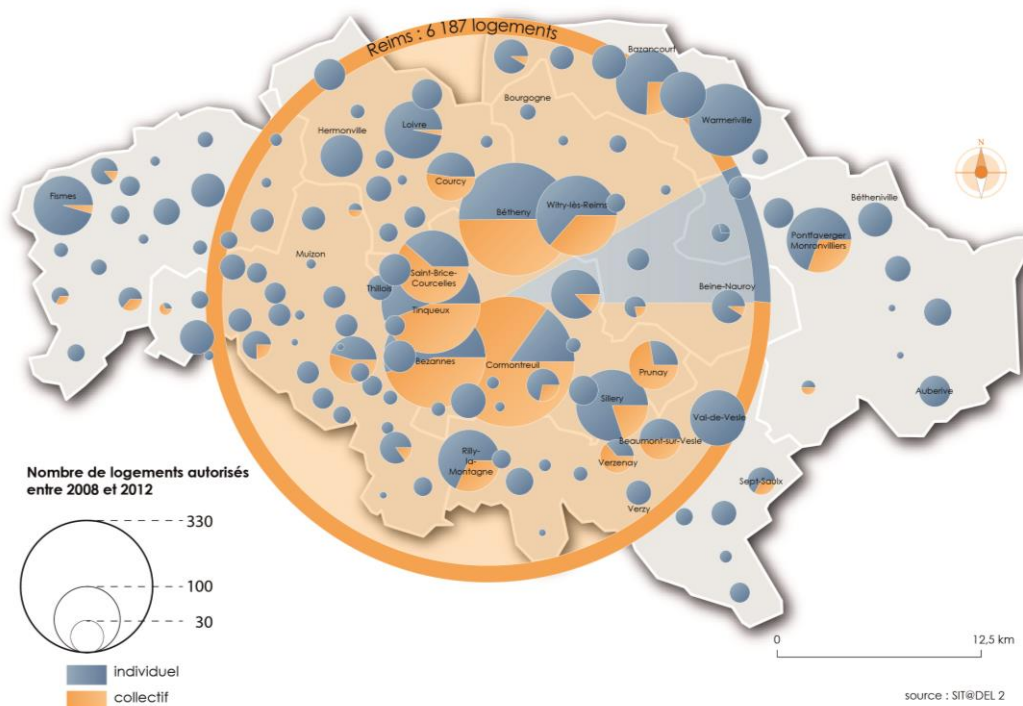 Reims : 6 187 logements
Bazancourt
Bourgogne
Warmeriville
Loivre
Hermonville
Courcy
Fismes
Bétheny
Witry-lès-Reims
Bétheniville
Pontfaverger
Monronvilliers
Muizon
Saint-Brice-
Courcelles
Thillois
Beine-Nauroy
Tinqueux
Bezannes
Cormontreuil
Prunay
Auberive
Sillery
Val-de-Vesle
Beaumont-sur-Vesle
Rilly-
la-
Montagne
Verzenay
Sept-Saulx
Verzy
N
Nombre de logements autorisés
entre 2008 et 2012
330
100
30
individuel
collectif
0 12,5 km
source : SIT@DEL 2